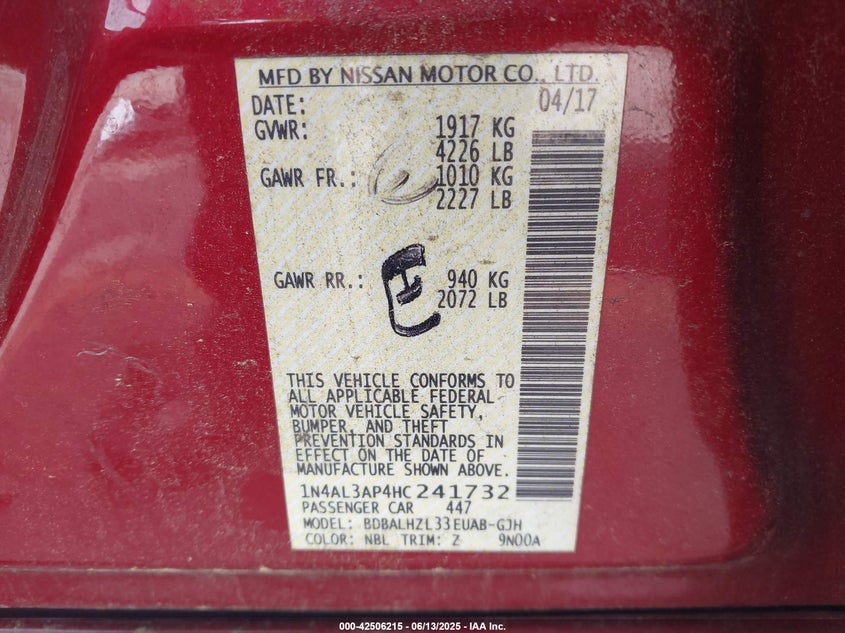 MFD BY NISSAN MOTOR CO., LTD.
DATE: 04/17
GVWR: 1917 KG
4226 LB
GAWR FR.: 1010 KG
2227 LB
GAWR RR.: 940 KG
2072 LB
THIS VEHICLE CONFORMS TO
ALL APPLICABLE FEDERAL
MOTOR VEHICLE SAFETY,
BUMPER, AND THEFT
PREVENTION STANDARDS IN
EFFECT ON THE DATE OF
MANUFACTURE SHOWN ABOVE.
1N4AL3AP4HC241732
PASSENGER CAR 447
MODEL: BDBALHZL33EUAB-GJH
COLOR: NBL TRIM: Z 9N00A
000-42506215 - 06/13/2025 - IAA Inc.